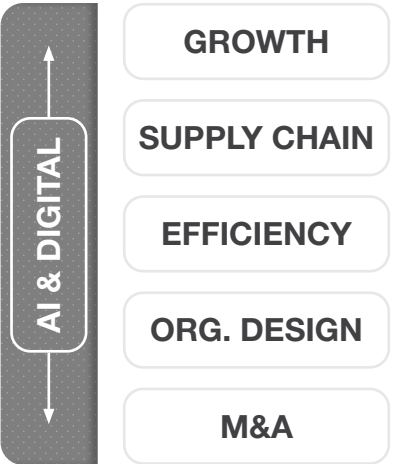 AI & DIGITAL
GROWTH
SUPPLY CHAIN
EFFICIENCY
ORG. DESIGN
M&A